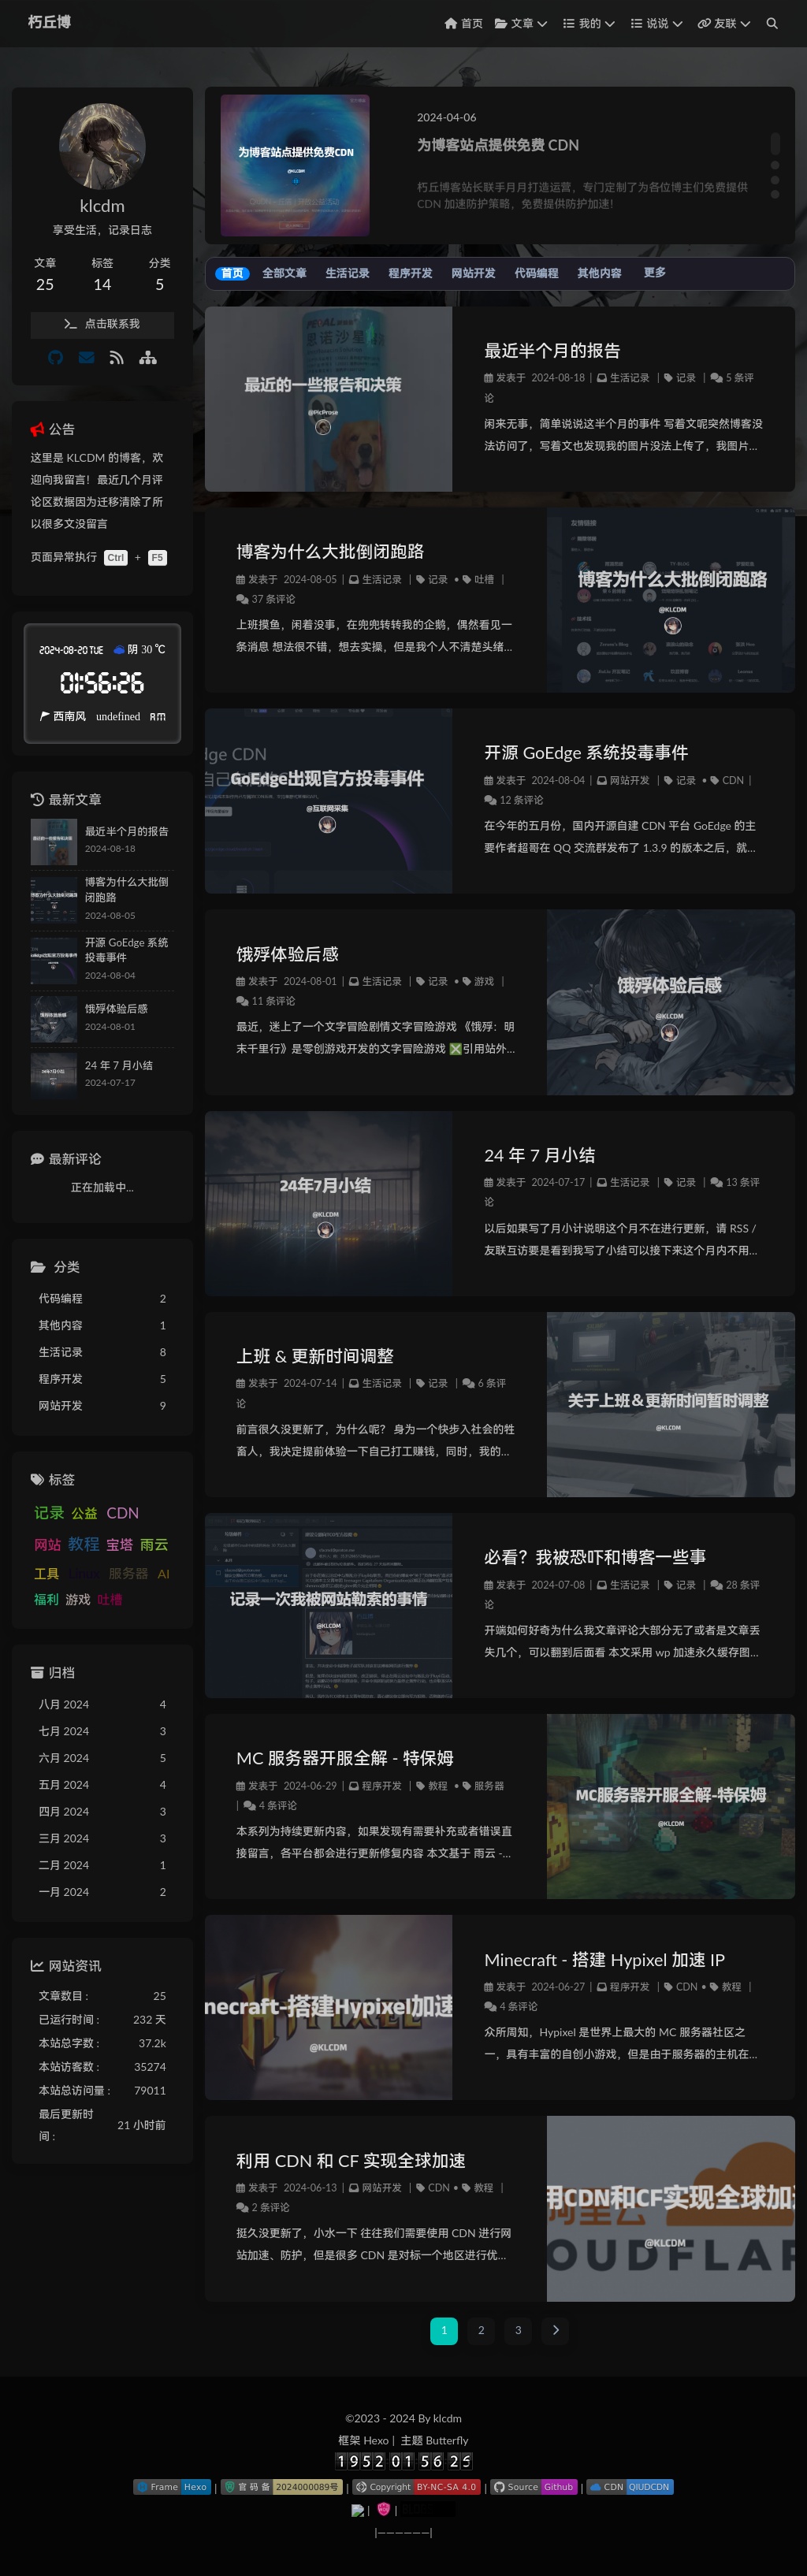 朽丘博
首页 文章 我的 说说 友联
klcdm
享受生活，记录日志
文章 标签 分类
25 14 5
点击联系我
公告
这里是 KLCDM 的博客，欢
迎向我留言！最近几个月评
论区数据因为迁移清除了所
以很多文没留言
页面异常执行 Ctrl + F5
2024-08-20 TUE 阴 30 ℃
01:56:26
西南风 undefined AM
最新文章
最近半个月的报告
2024-08-18
博客为什么大批倒
闭跑路
2024-08-05
开源 GoEdge 系统
投毒事件
2024-08-04
饿殍体验后感
2024-08-01
24 年 7 月小结
2024-07-17
最新评论
正在加载中...
分类
代码编程 2
其他内容 1
生活记录 8
程序开发 5
网站开发 9
标签
记录 公益 CDN
网站 教程 宝塔 雨云
工具 服务器 AI
福利 游戏 吐槽
归档
八月 2024 4
七月 2024 3
六月 2024 5
五月 2024 4
四月 2024 3
三月 2024 3
二月 2024 1
一月 2024 2
网站资讯
文章数目 : 25
已运行时间 : 232 天
本站总字数 : 37.2k
本站访客数 : 35274
本站总访问量 : 79011
最后更新时
间 : 21 小时前
为博客站点提供免费CDN
@KLCDM
2024-04-06
为博客站点提供免费 CDN
朽丘博客站长联手月月打造运营，专门定制了为各位博主们免费提供
CDN 加速防护策略，免费提供防护加速！
首页 全部文章 生活记录 程序开发 网站开发 代码编程 其他内容 更多
最近的一些报告和决策
@PicProse
最近半个月的报告
发表于 2024-08-18 | 生活记录 | 记录 | 5 条评
论
闲来无事，简单说说这半个月的事件 写着文呢突然博客没
法访问了，写着文也发现我的图片没法上传了，我图片...
博客为什么大批倒闭跑路
发表于 2024-08-05 | 生活记录 | 记录 • 吐槽 |
37 条评论
上班摸鱼，闲着没事，在兜兜转转我的企鹅，偶然看见一
条消息 想法很不错，想去实操，但是我个人不清楚头绪...
博客为什么大批倒闭跑路
@KLCDM
GoEdge出现官方投毒事件
@互联网采集
开源 GoEdge 系统投毒事件
发表于 2024-08-04 | 网站开发 | 记录 • CDN |
12 条评论
在今年的五月份，国内开源自建 CDN 平台 GoEdge 的主
要作者超哥在 QQ 交流群发布了 1.3.9 的版本之后，就...
饿殍体验后感
发表于 2024-08-01 | 生活记录 | 记录 • 游戏 |
11 条评论
最近，迷上了一个文字冒险剧情文字冒险游戏 《饿殍：明
末千里行》是零创游戏开发的文字冒险游戏 ❎引用站外...
饿殍体验后感
@KLCDM
24年7月小结
@KLCDM
24 年 7 月小结
发表于 2024-07-17 | 生活记录 | 记录 | 13 条评
论
以后如果写了月小计说明这个月不在进行更新，请 RSS /
友联互访要是看到我写了小结可以接下来这个月内不用...
上班 & 更新时间调整
发表于 2024-07-14 | 生活记录 | 记录 | 6 条评
论
前言很久没更新了，为什么呢？ 身为一个快步入社会的牲
畜人，我决定提前体验一下自己打工赚钱，同时，我的...
关于上班&更新时间暂时调整
@KLCDM
记录一次我被网站勒索的事情
@KLCDM
必看？我被恐吓和博客一些事
发表于 2024-07-08 | 生活记录 | 记录 | 28 条评
论
开端如何好奇为什么我文章评论大部分无了或者是文章丢
失几个，可以翻到后面看 本文采用 wp 加速永久缓存图...
MC 服务器开服全解 - 特保姆
发表于 2024-06-29 | 程序开发 | 教程 • 服务器
| 4 条评论
本系列为持续更新内容，如果发现有需要补充或者错误直
接留言，各平台都会进行更新修复内容 本文基于 雨云 -...
MC服务器开服全解-特保姆
@KLCDM
necraft-搭建Hypixel加速
@KLCDM
Minecraft - 搭建 Hypixel 加速 IP
发表于 2024-06-27 | 程序开发 | CDN • 教程 |
4 条评论
众所周知，Hypixel 是世界上最大的 MC 服务器社区之
一，具有丰富的自创小游戏，但是由于服务器的主机在...
利用 CDN 和 CF 实现全球加速
发表于 2024-06-13 | 网站开发 | CDN • 教程 |
2 条评论
挺久没更新了，小水一下 往往我们需要使用 CDN 进行网
站加速、防护，但是很多 CDN 是对标一个地区进行优...
用CDN和CF实现全球加
阿里云
OUDFLAR
@KLCDM
1 2 3
©2023 - 2024 By klcdm
框架 Hexo | 主题 Butterfly
1952 01 56 26
Frame Hexo | 官 码 备 2024000089号 | Copyright BY-NC-SA 4.0 | Source Github | CDN QIUDCDN
| |
|——————|